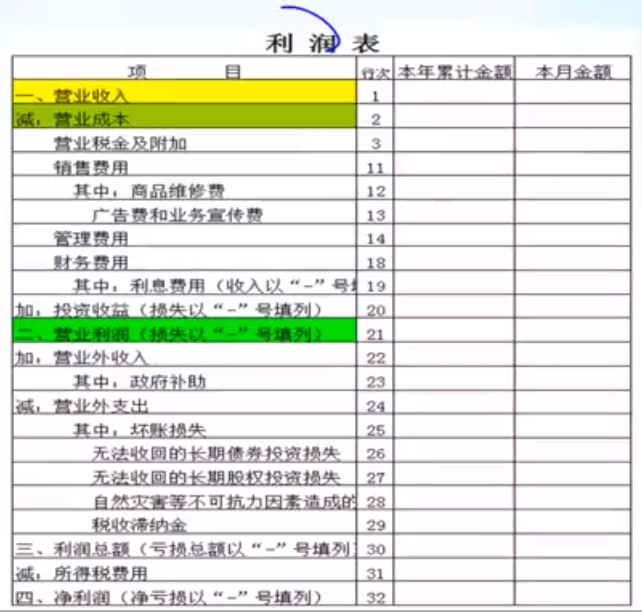 利 润 表
项 目 行次 本年累计金额 本月金额
一、营业收入 1
减：营业成本 2
营业税金及附加 3
销售费用 11
其中：商品维修费 12
广告费和业务宣传费 13
管理费用 14
财务费用 18
其中：利息费用（收入以“-”号 19
加：投资收益（损失以“-”号填列） 20
二、营业利润（损失以“-”号填列） 21
加：营业外收入 22
其中：政府补助 23
减：营业外支出 24
其中：坏账损失 25
无法收回的长期债券投资损失 26
无法收回的长期股权投资损失 27
自然灾害等不可抗力因素造成的 28
税收滞纳金 29
三、利润总额（亏损总额以“-”号填列） 30
减：所得税费用 31
四、净利润（净亏损以“-”号填列） 32